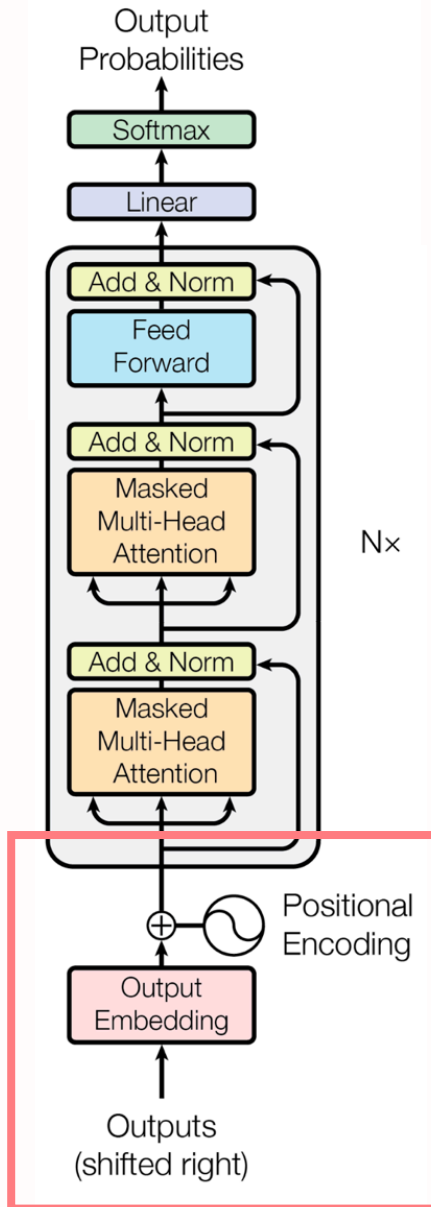 Output
Probabilities
Softmax
Linear
Add & Norm
Feed
Forward
Add & Norm
Masked
Multi-Head
Attention
N×
Add & Norm
Masked
Multi-Head
Attention
Positional
Encoding
Output
Embedding
Outputs
(shifted right)